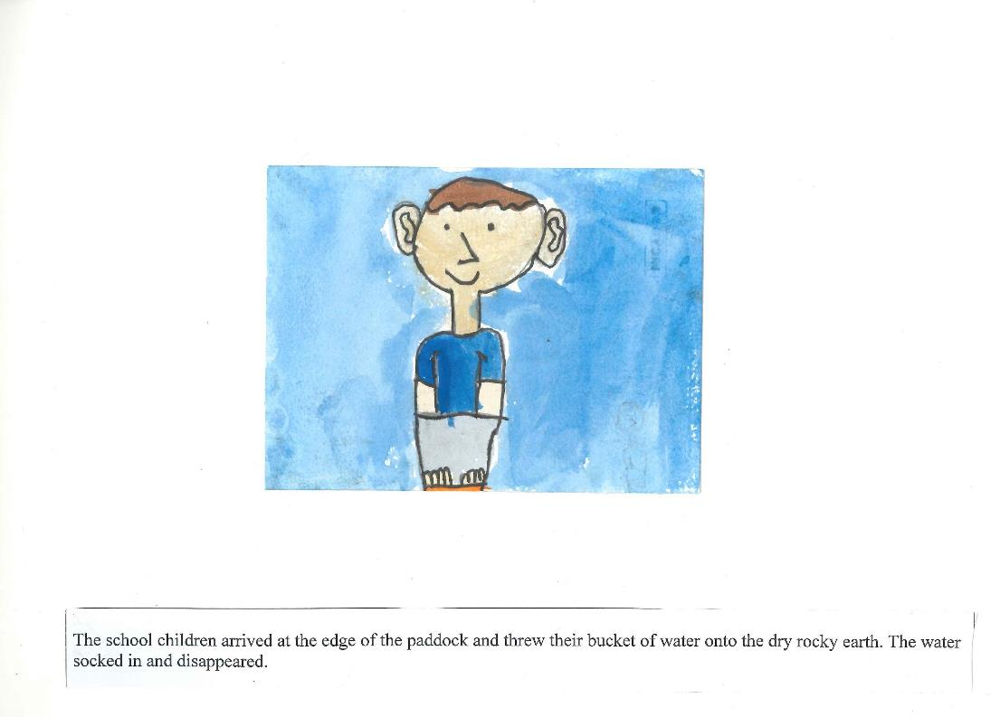 The school children arrived at the edge of the paddock and threw their bucket of water onto the dry rocky earth. The water
socked in and disappeared.